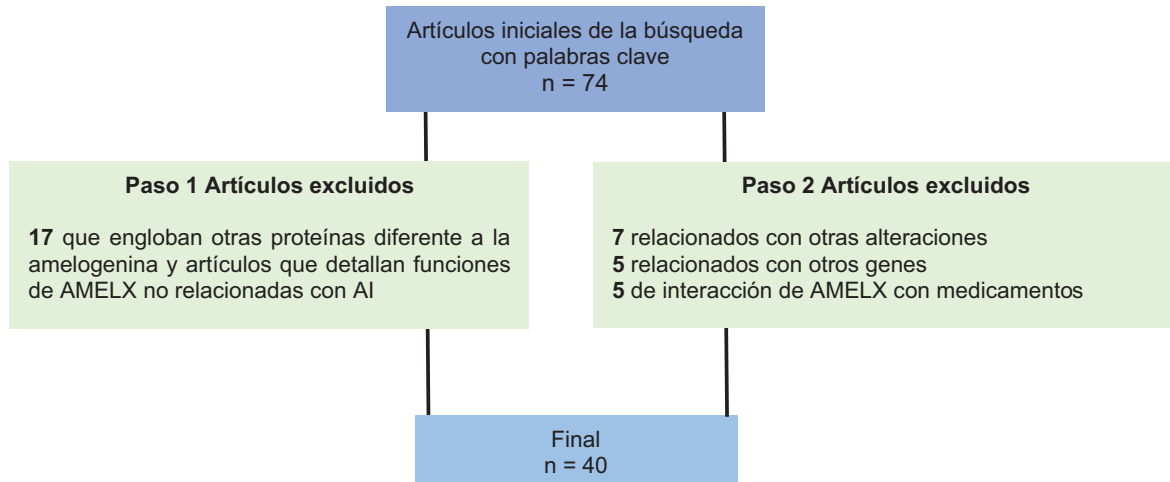 Artículos iniciales de la búsqueda
con palabras clave
n = 74
Paso 1 Artículos excluidos
17 que engloban otras proteínas diferente a la
amelogenina y artículos que detallan funciones
de AMELX no relacionadas con AI
Paso 2 Artículos excluidos
7 relacionados con otras alteraciones
5 relacionados con otros genes
5 de interacción de AMELX con medicamentos
Final
n = 40